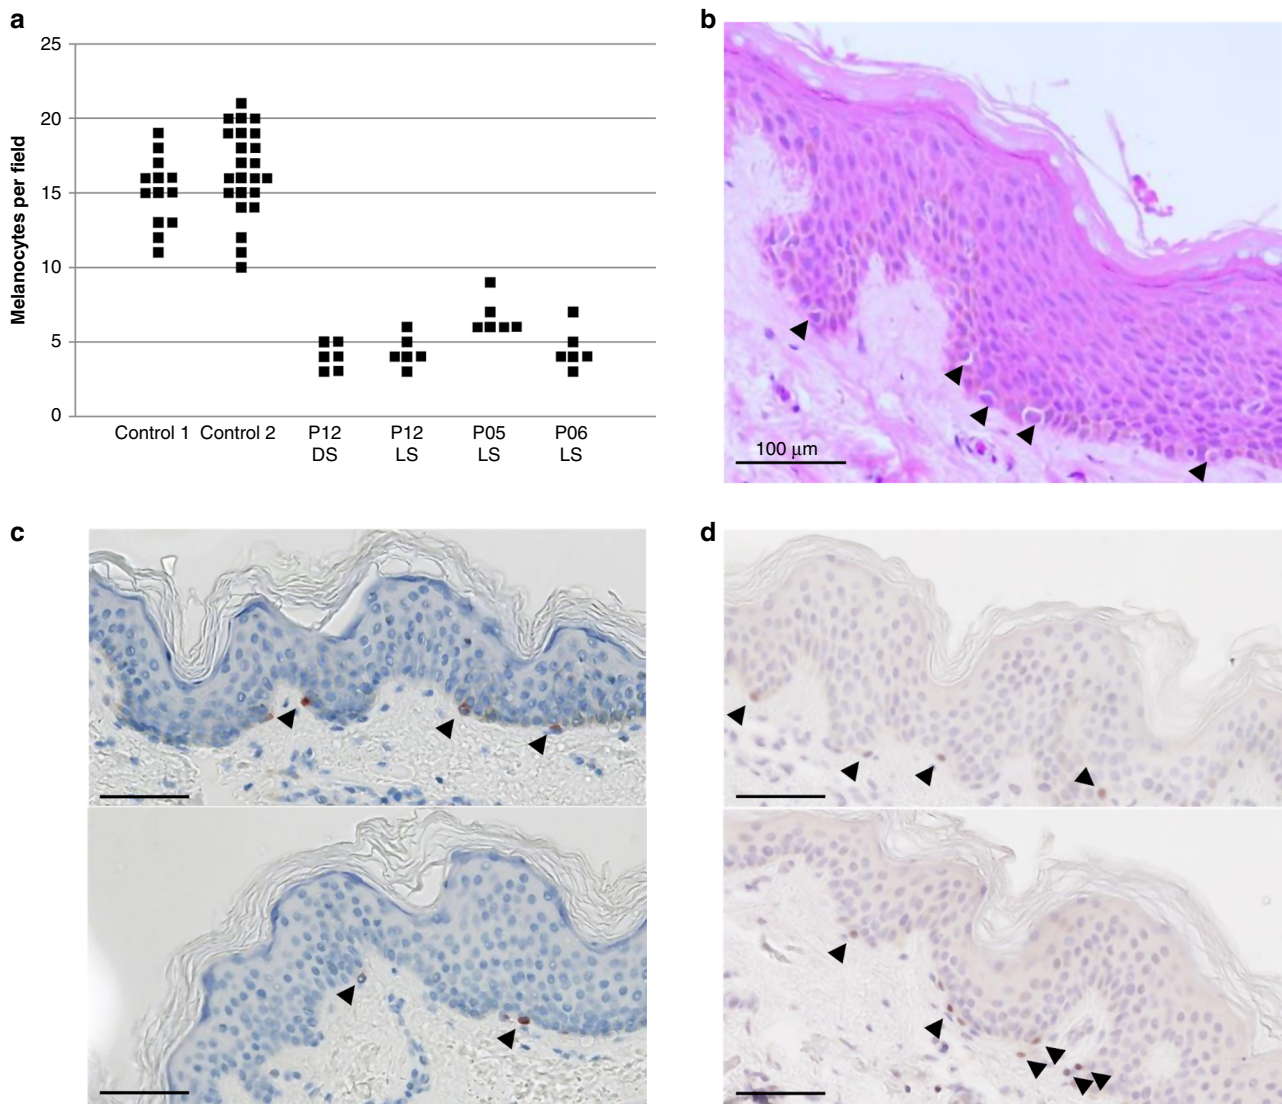 a
25
20
15
10
5
0
Melanocytes per field
Control 1 Control 2 P12 P12 P05 P06
DS LS LS LS
b
100 µm
c
d